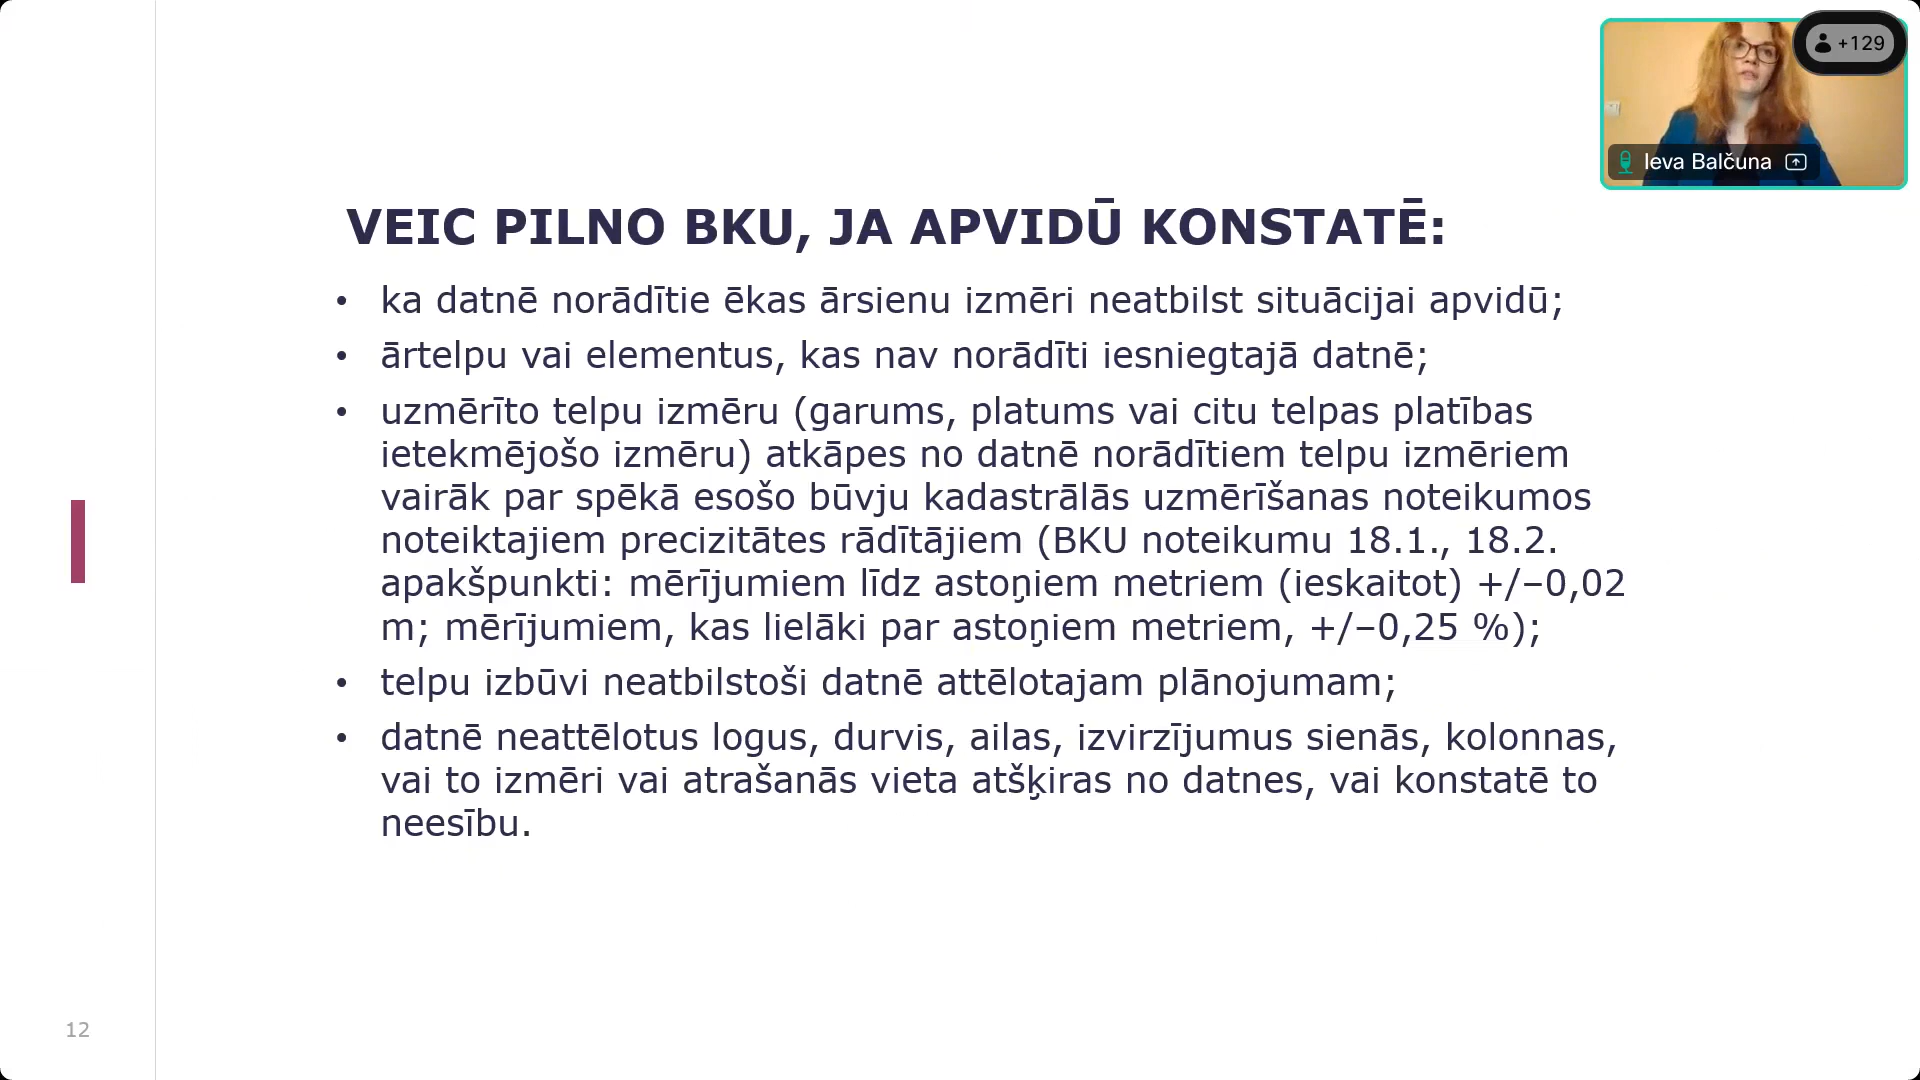 +129
Ieva Balčuna
VEIC PILNO BKU, JA APVIDŪ KONSTATĒ:
• ka datnē norādītie ēkas ārsienu izmēri neatbilst situācijai apvidū;
• ārtelpu vai elementus, kas nav norādīti iesniegtajā datnē;
• uzmērīto telpu izmēru (garums, platums vai citu telpas platības
ietekmējošo izmēru) atkāpes no datnē norādītiem telpu izmēriem
vairāk par spēkā esošo būvju kadastrālās uzmērīšanas noteikumos
noteiktajiem precizitātes rādītājiem (BKU noteikumu 18.1., 18.2.
apakšpunkti: mērījumiem līdz astoņiem metriem (ieskaitot) +/–0,02
m; mērījumiem, kas lielāki par astoņiem metriem, +/–0,25 %);
• telpu izbūvi neatbilstoši datnē attēlotajam plānojumam;
• datnē neattēlotus logus, durvis, ailas, izvirzījumus sienās, kolonnas,
vai to izmēri vai atrašanās vieta atšķiras no datnes, vai konstatē to
neesību.
12